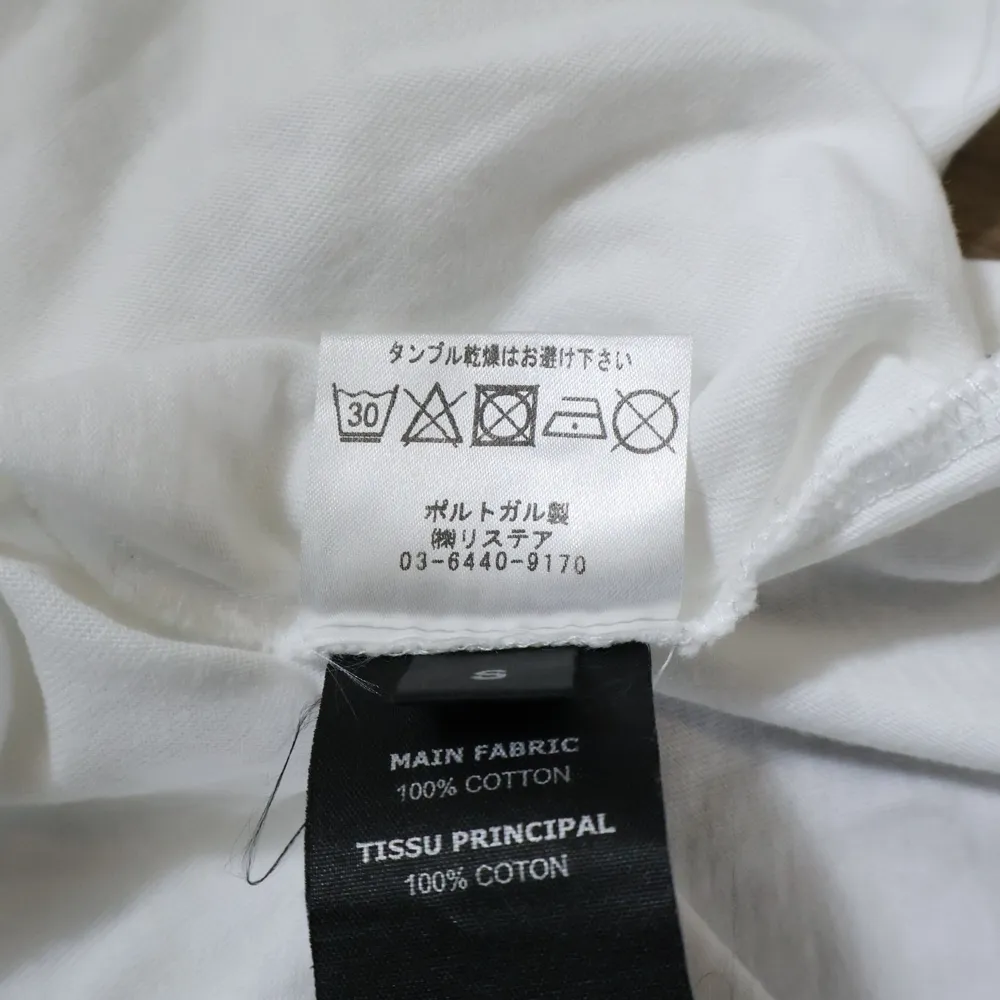 タンブル乾燥はお避け下さい
30
ポルトガル製
㈱リステア
03-6440-9170
S
MAIN FABRIC
100% COTTON
TISSU PRINCIPAL
100% COTON